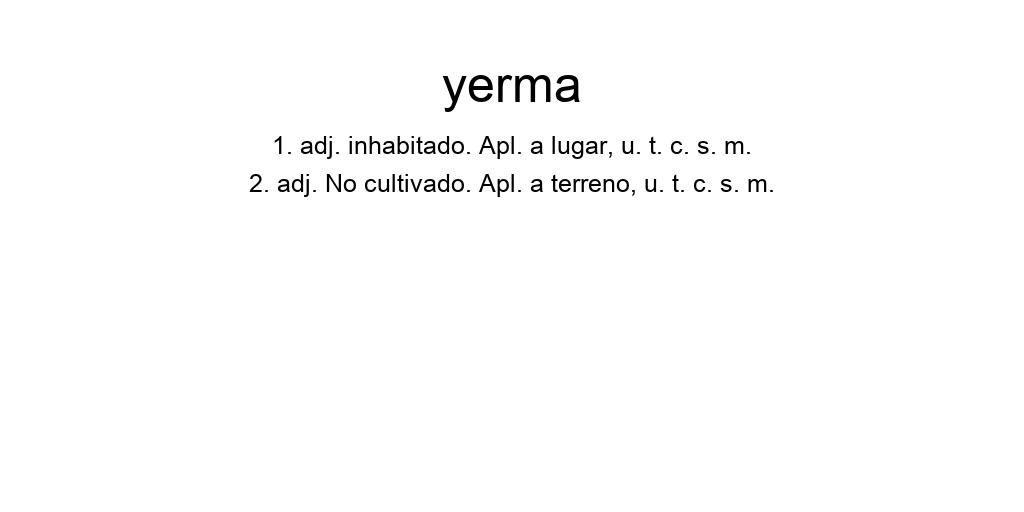 yerma
1. adj. inhabitado. Apl. a lugar, u. t. c. s. m.
2. adj. No cultivado. Apl. a terreno, u. t. c. s. m.